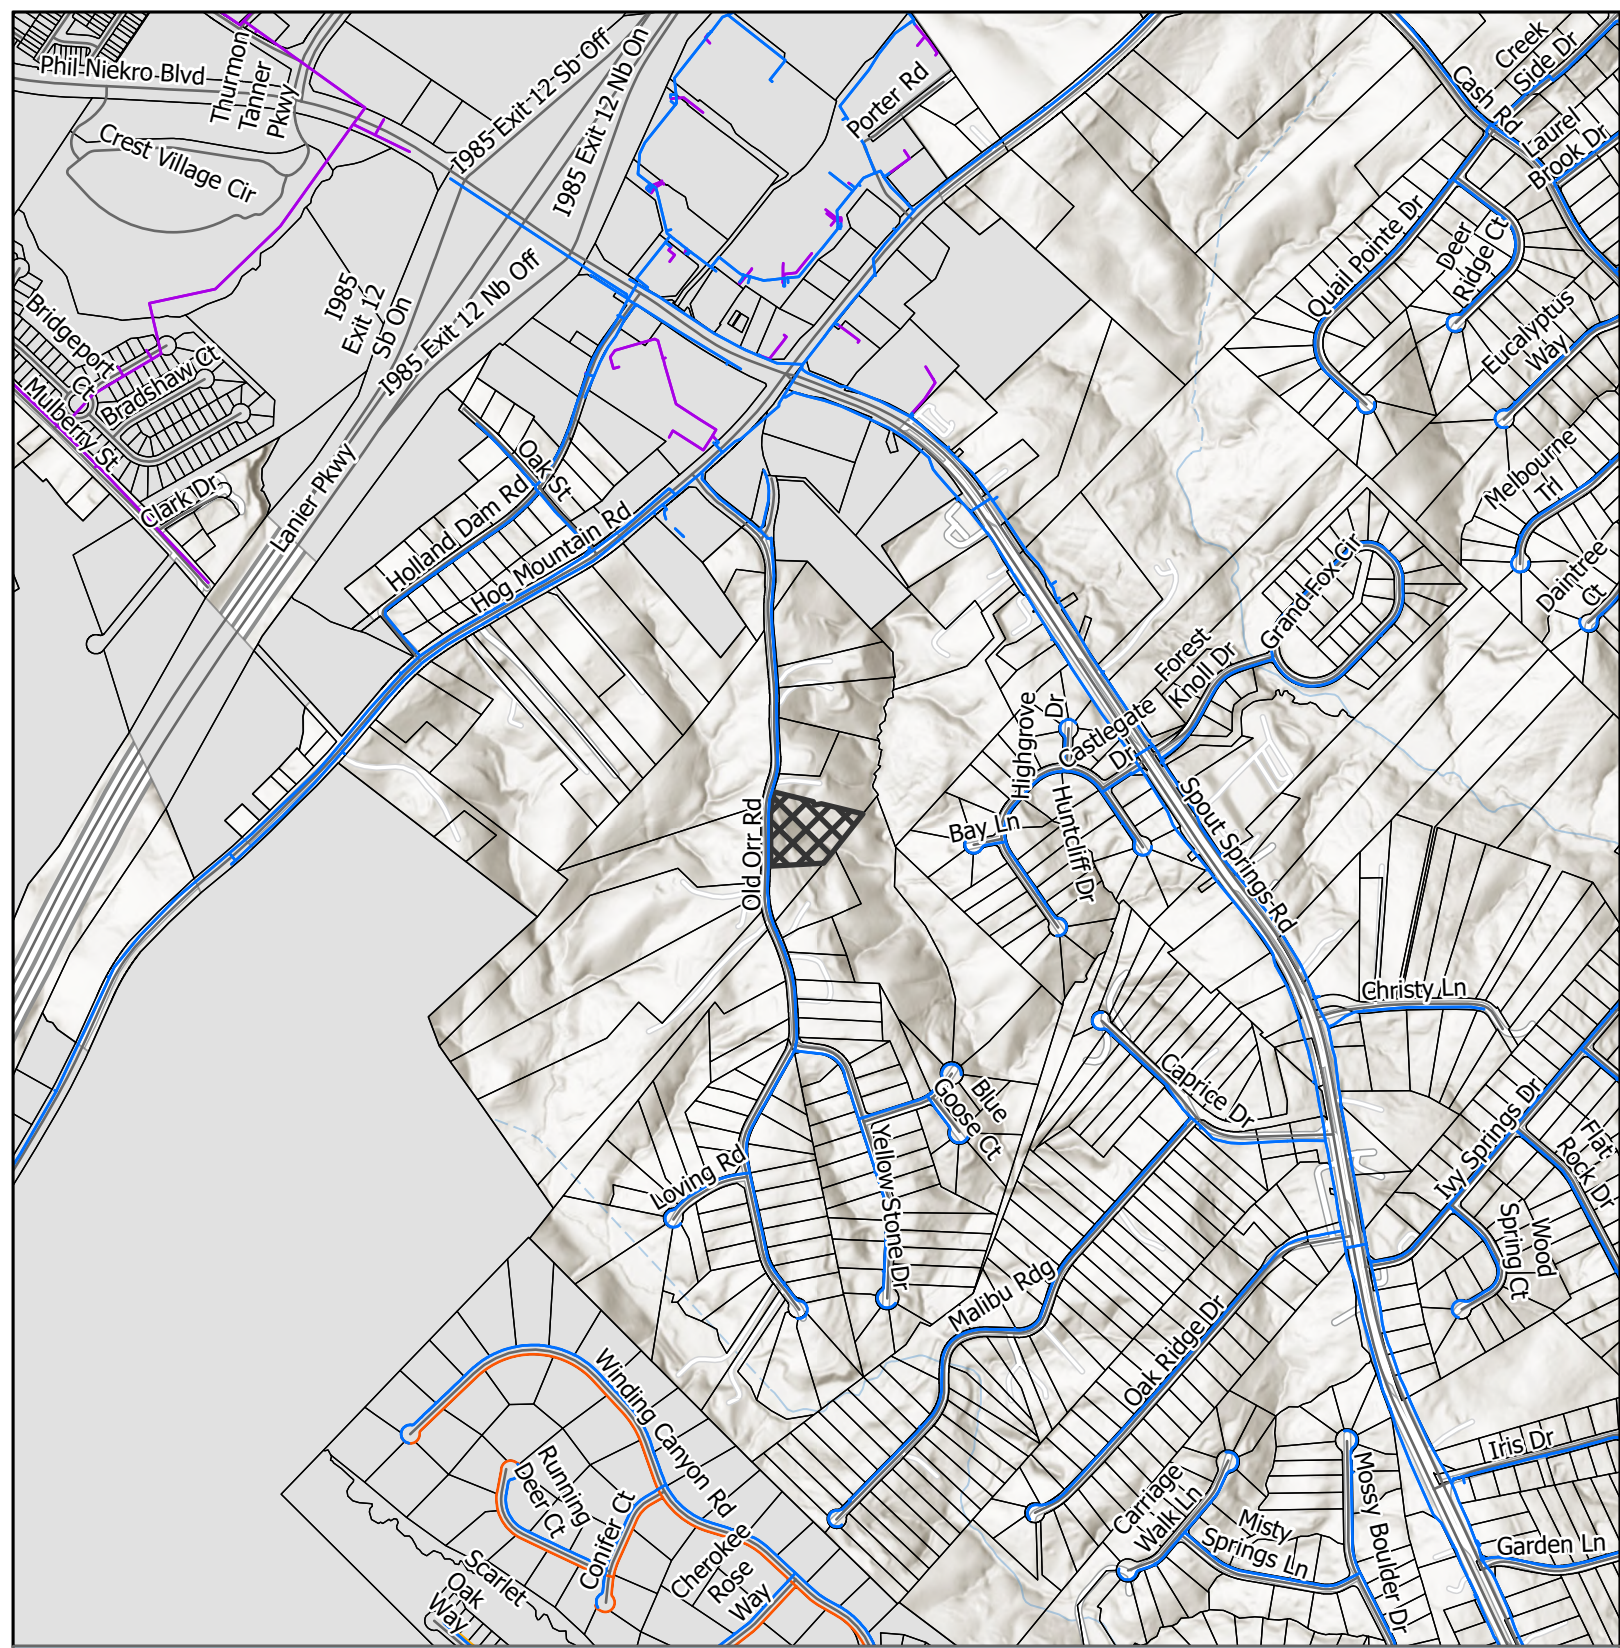 Phil Niekro Blvd
Thurmon
Tanner
Pkwy
Crest Village Cir
I985 Exit 12 Sb Off
I985 Exit 12 Nb On
Porter Rd
Creek
Side Dr
Cash Rd
Laurel
Brook Dr
Quail Pointe Dr
Deer
Ridge Ct
Eucalyptus
Way
I985
Exit 12
Sb On
I985 Exit 12 Nb Off
Bridgeport
Ct
Bradshaw Ct
Mulberry St
Clark Dr
Lanier Pkwy
Oak St
Holland Dam Rd
Hog Mountain Rd
Melbourne
Trl
Daintree
Ct
Grand Fox Cir
Forest
Knoll Dr
Highgrove
Dr
Castlegate
Dr
Huntcliff Dr
Bay Ln
Spout Springs Rd
Old Orr Rd
Christy Ln
Caprice Dr
Blue
Goose Ct
Yellow Stone Dr
Loving Rd
Ivy Springs Dr
Flat
Rock Dr
Wood
Spring Ct
Malibu Rdg
Oak Ridge Dr
Winding Canyon Rd
Running
Deer Ct
Conifer Ct
Cherokee
Rose
Way
Scarlet
Oak
Way
Carriage
Walk Ln
Misty
Springs Ln
Mossy Boulder Dr
Iris Dr
Garden Ln